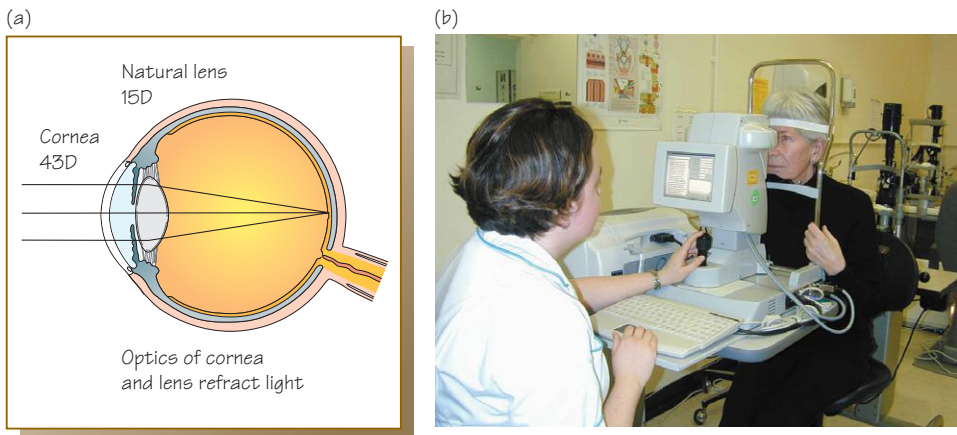 (a)
Natural lens
15D
Cornea
43D
Optics of cornea
and lens refract light
(b)